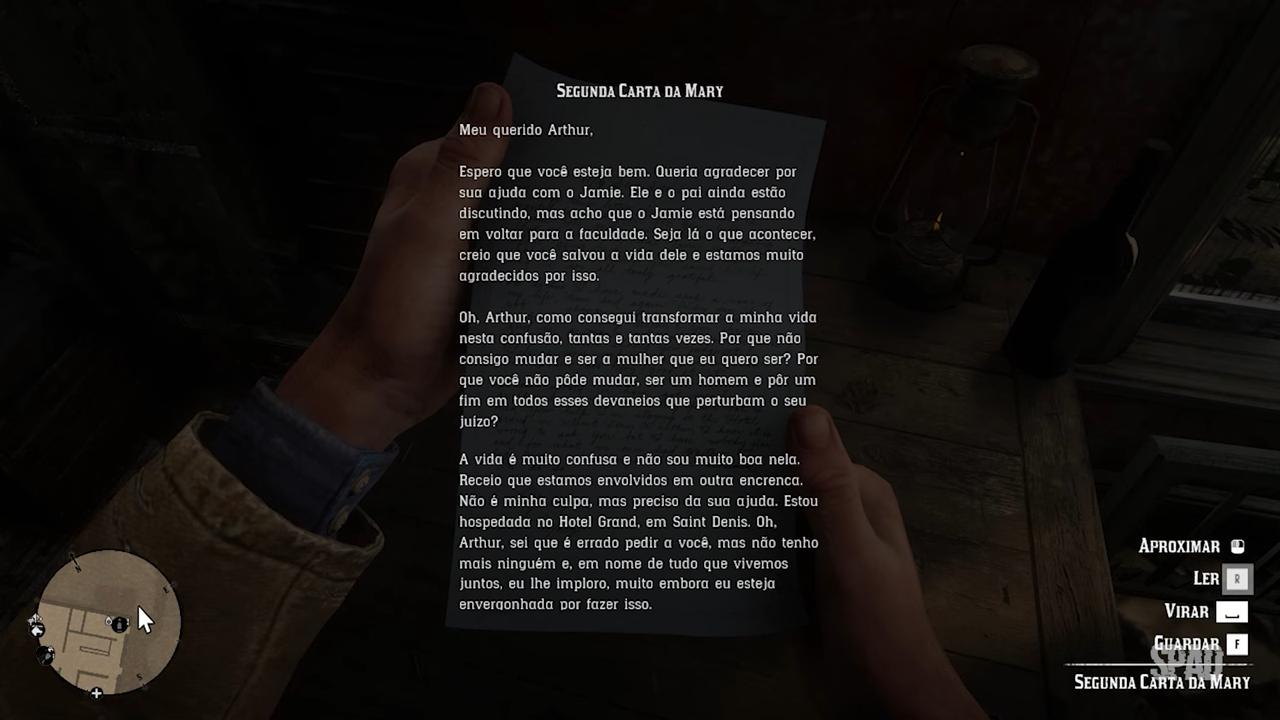 Segunda Carta da Mary
Meu querido Arthur,
Espero que você esteja bem. Queria agradecer por
sua ajuda com o Jamie. Ele e o pai ainda estão
discutindo, mas acho que o Jamie está pensando
em voltar para a faculdade. Seja lá o que acontecer,
creio que você salvou a vida dele e estamos muito
agradecidos por isso.
Oh, Arthur, como consegui transformar a minha vida
nesta confusão, tantas e tantas vezes. Por que não
consigo mudar e ser a mulher que eu quero ser? Por
que você não pôde mudar, ser um homem e pôr um
fim em todos esses devaneios que perturbam o seu
juízo?
A vida é muito confusa e não sou muito boa nela.
Receio que estamos envolvidos em outra encrenca.
Não é minha culpa, mas preciso da sua ajuda. Estou
hospedada no Hotel Grand, em Saint Denis. Oh,
Arthur, sei que é errado pedir a você, mas não tenho
mais ninguém e, em nome de tudo que vivemos
juntos, eu lhe imploro, muito embora eu esteja
envergonhada por fazer isso.
Aproximar
Ler R
Virar
Guardar F
SPAD
Segunda Carta da Mary